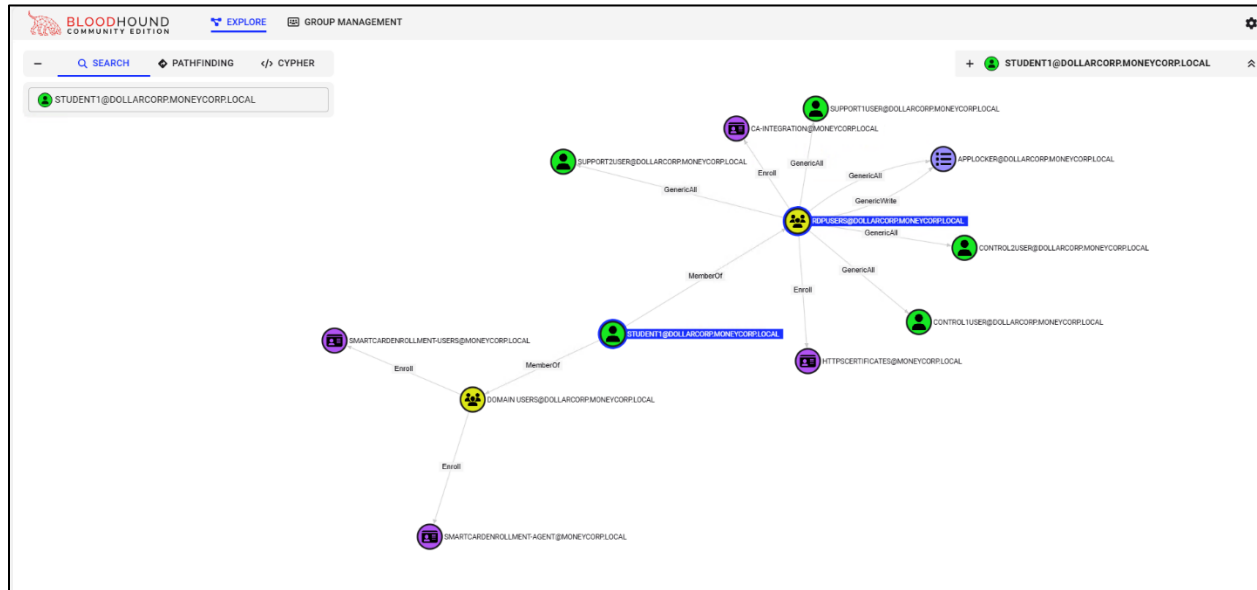 BLOODHOUND
COMMUNITY EDITION
EXPLORE
GROUP MANAGEMENT
SEARCH
PATHFINDING
</> CYPHER
STUDENT1@DOLLARCORP.MONEYCORP.LOCAL
STUDENT1@DOLLARCORP.MONEYCORP.LOCAL
SUPPORT1USER@DOLLARCORP.MONEYCORP.LOCAL
CA-INTEGRATION@MONEYCORP.LOCAL
SUPPORT2USER@DOLLARCORP.MONEYCORP.LOCAL
APPLOCKER@DOLLARCORP.MONEYCORP.LOCAL
GenericAll
Enroll
GenericAll
GenericAll
GenericWrite
RDPUSERS@DOLLARCORP.MONEYCORP.LOCAL
GenericAll
CONTROL2USER@DOLLARCORP.MONEYCORP.LOCAL
MemberOf
GenericAll
Enroll
CONTROL1USER@DOLLARCORP.MONEYCORP.LOCAL
STUDENT1@DOLLARCORP.MONEYCORP.LOCAL
SMARTCARDENROLLMENT-USERS@MONEYCORP.LOCAL
HTTPSCERTIFICATES@MONEYCORP.LOCAL
Enroll
MemberOf
DOMAIN USERS@DOLLARCORP.MONEYCORP.LOCAL
Enroll
SMARTCARDENROLLMENT-AGENT@MONEYCORP.LOCAL